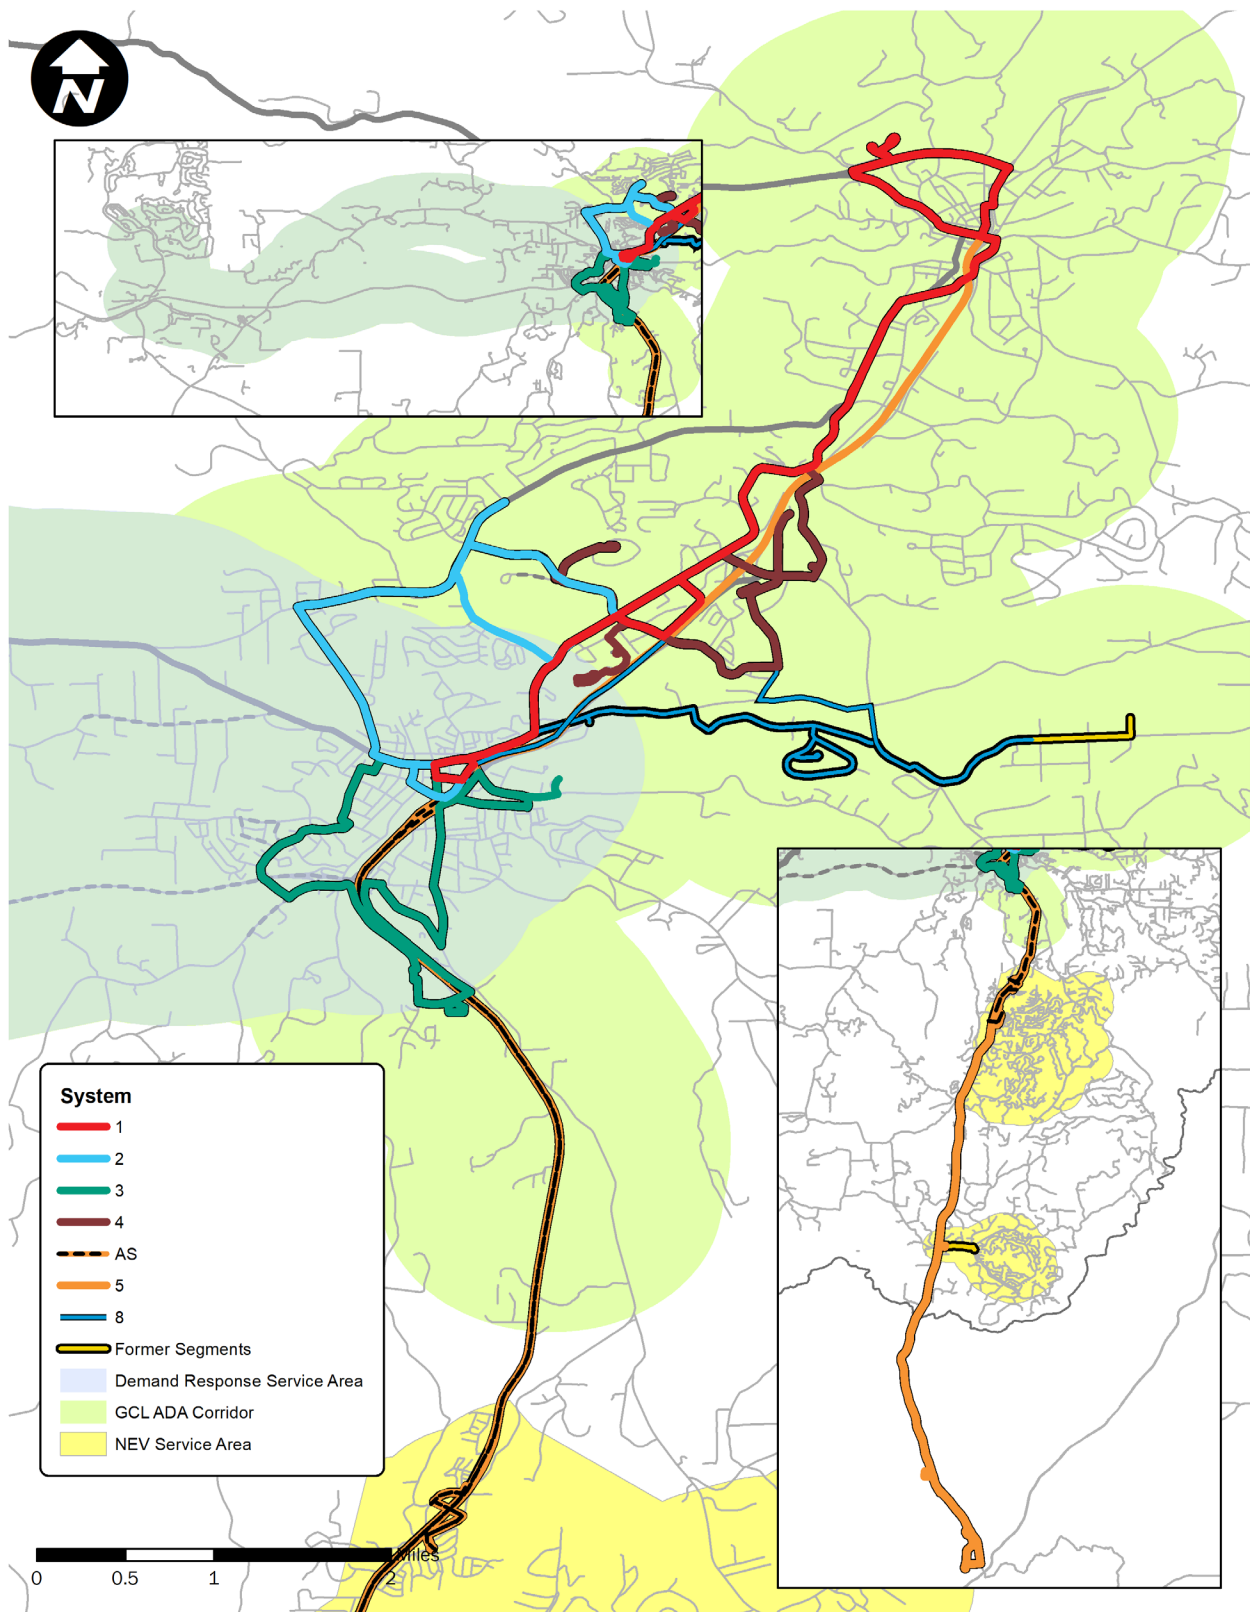 N
System
1
2
3
4
AS
5
8
Former Segments
Demand Response Service Area
GCL ADA Corridor
NEV Service Area
Miles
0 0.5 1 2